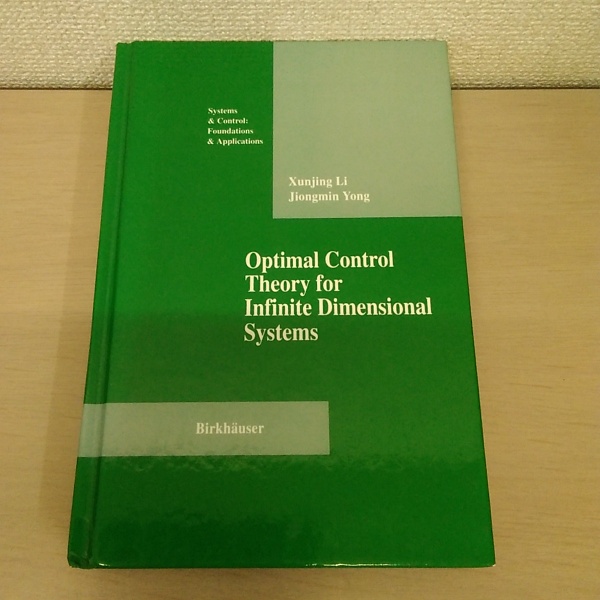 Systems
& Control:
Foundations
& Applications
Xunjing Li
Jiongmin Yong
Optimal Control
Theory for
Infinite Dimensional
Systems
Birkhäuser